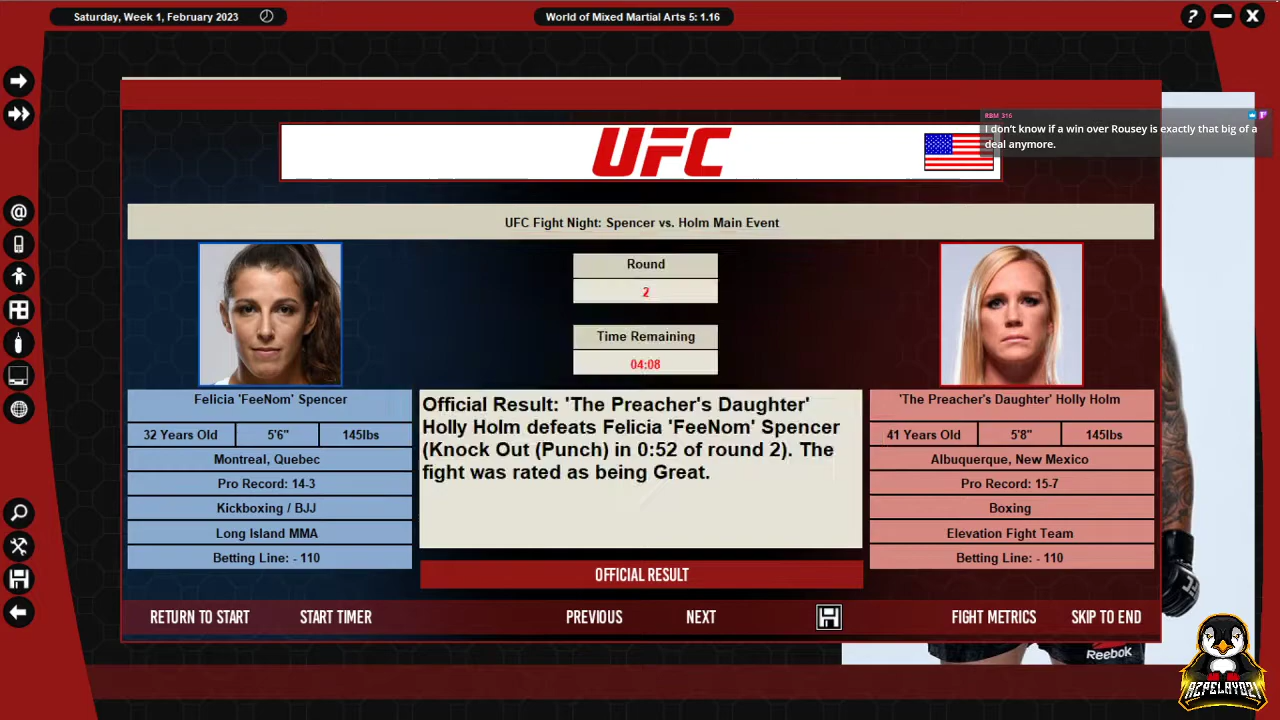 Saturday, Week 1, February 2023
World of Mixed Martial Arts 5: 1.16
?
X
RBM 316
I don't know if a win over Rousey is exactly that big of a
deal anymore.
UFC
UFC Fight Night: Spencer vs. Holm Main Event
Round
2
Time Remaining
04:08
Felicia 'FeeNom' Spencer
32 Years Old
5'6"
145lbs
Montreal, Quebec
Pro Record: 14-3
Kickboxing / BJJ
Long Island MMA
Betting Line: - 110
Official Result: 'The Preacher's Daughter'
Holly Holm defeats Felicia 'FeeNom' Spencer
(Knock Out (Punch) in 0:52 of round 2). The
fight was rated as being Great.
OFFICIAL RESULT
'The Preacher's Daughter' Holly Holm
41 Years Old
5'8"
145lbs
Albuquerque, New Mexico
Pro Record: 15-7
Boxing
Elevation Fight Team
Betting Line: - 110
RETURN TO START
START TIMER
PREVIOUS
NEXT
FIGHT METRICS
SKIP TO END
Reebok
AZPELAYO21